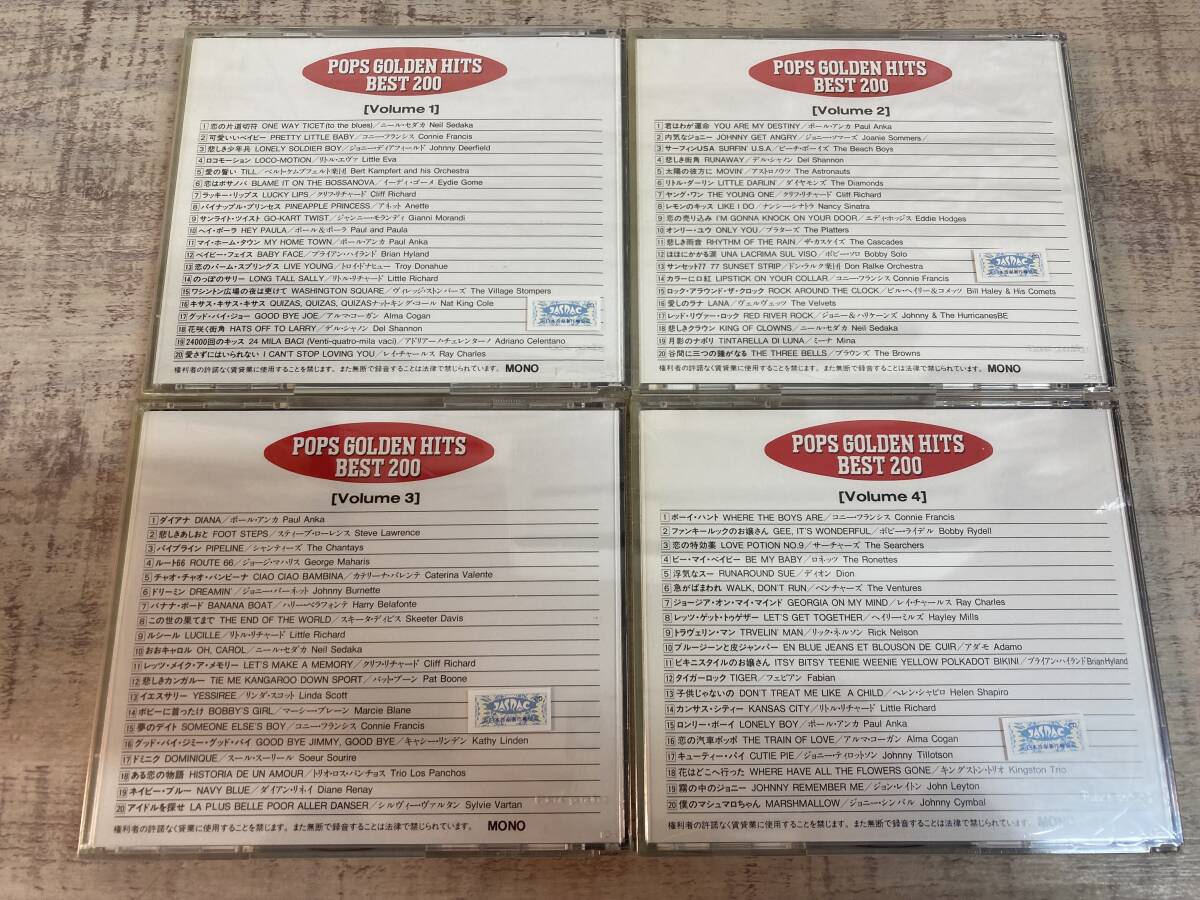 POPS GOLDEN HITS
BEST 200
[Volume 1]
1 恋の片道切符 ONE WAY TICET(to the blues)/ニール・セダカ Neil Sedaka
2 可愛いいベイビー PRETTY LITTLE BABY/コニー・フランシス Connie Francis
3 悲しき少年兵 LONELY SOLDIER BOY/ジョニー・ディアフィールド Johnny Deerfield
4 ロコモーション LOCO-MOTION/リトル・エヴァ Little Eva
5 愛の誓い TILL/ベルト・ケムプフェルト楽団 Bert Kampfert and his Orchestra
6 恋はボサノバ BLAME IT ON THE BOSSANOVA/イーディ・ゴーメ Eydie Gome
7 ラッキー・リップス LUCKY LIPS/クリフ・リチャード Cliff Richard
8 パイナップル・プリンセス PINEAPPLE PRINCESS/アネット Anette
9 サンライト・ツイスト GO-KART TWIST/ジャンニー・モランディ Gianni Morandi
10 ヘイ・ポーラ HEY PAULA/ポール&ポーラ Paul and Paula
11 マイ・ホーム・タウン MY HOME TOWN/ポール・アンカ Paul Anka
12 ベイビー・フェイス BABY FACE/ブライアン・ハイランド Brian Hyland
13 恋のパーム・スプリングス LIVE YOUNG/トロイ・ドナヒュー Troy Donahue
14 のっぽのサリー LONG TALL SALLY/リトル・リチャード Little Richard
15 ワシントン広場の夜は更けて WASHINGTON SQUARE/ヴィレッジ・ストンパーズ The Village Stompers
16 キサス・キサス・キサス QUIZAS, QUIZAS, QUIZASナット・キング・コール Nat King Cole
17 グッド・バイ・ジョー GOOD BYE JOE/アルマ・コーガン Alma Cogan
18 花咲く街角 HATS OFF TO LARRY/デル・シャノン Del Shannon
19 24000回のキッス 24 MILA BACI (Venti-quatro-mila vaci)/アドリアーノ・チェレンターノ Adriano Celentano
20 愛さずにはいられない I CAN'T STOP LOVING YOU/レイ・チャールス Ray Charles
権利者の許諾なく賃貸業に使用することを禁じます。また無断で録音することは法律で禁じられています。 MONO
JASRAC
POPS GOLDEN HITS
BEST 200
[Volume 2]
1 君はわが運命 YOU ARE MY DESTINY/ポール・アンカ Paul Anka
2 内気なジョニー JOHNNY GET ANGRY/ジョニー・ソマーズ Joanie Sommers
3 サーフィンUSA SURFIN' U.S.A/ビーチ・ボーイズ The Beach Boys
4 悲しき街角 RUNAWAY/デル・シャノン Del Shannon
5 太陽の彼方に MOVIN'/アストロノウツ The Astronauts
6 リトル・ダーリン LITTLE DARLIN'/ダイヤモンズ The Diamonds
7 ヤング・ワン THE YOUNG ONE/クリフ・リチャード Cliff Richard
8 レモンのキッス LIKE I DO/ナンシー・シナトラ Nancy Sinatra
9 恋の売り込み I'M GONNA KNOCK ON YOUR DOOR/エディ・ホッジス Eddie Hodges
10 オンリー・ユウ ONLY YOU/プラターズ The Platters
11 悲しき雨音 RHYTHM OF THE RAIN/ザ・カスケイズ The Cascades
12 ほほにかかる涙 UNA LACRIMA SUL VISO/ボビー・ソロ Bobby Solo
13 サンセット77 77 SUNSET STRIP/ドン・ラルク楽団 Don Ralke Orchestra
14 カラーに口紅 LIPSTICK ON YOUR COLLAR/コニー・フランシス Connie Francis
15 ロック・アラウンド・ザ・クロック ROCK AROUND THE CLOCK/ビル・ヘイリー&コメッツ Bill Haley & His Comets
16 愛しのラナ LANA/ヴェルヴェッツ The Velvets
17 レッド・リヴァー・ロック RED RIVER ROCK/ジョニー&ハリケーンズ Johnny & The HurricanesBE
18 悲しきクラウン KING OF CLOWNS/ニール・セダカ Neil Sedaka
19 月影のナポリ TINTARELLA DI LUNA/ミーナ Mina
20 谷間に三つの鐘がなる THE THREE BELLS/ブラウンズ The Browns
権利者の許諾なく賃貸業に使用することを禁じます。また無断で録音することは法律で禁じられています。 MONO
JASRAC
POPS GOLDEN HITS
BEST 200
[Volume 3]
1 ダイアナ DIANA/ポール・アンカ Paul Anka
2 悲しきあしおと FOOT STEPS/スティーブ・ローレンス Steve Lawrence
3 パイプライン PIPELINE/シャンティーズ The Chantays
4 ルート66 ROUTE 66/ジョージ・マハリス George Maharis
5 チャオ・チャオ・バンビーナ CIAO CIAO BAMBINA/カテリーナ・バレンテ Caterina Valente
6 ドリーミン DREAMIN'/ジョニー・バーネット Johnny Burnette
7 バナナ・ボード BANANA BOAT/ハリー・ベラフォンテ Harry Belafonte
8 この世の果てまで THE END OF THE WORLD/スキータ・デイビス Skeeter Davis
9 ルシール LUCILLE/リトル・リチャード Little Richard
10 おおキャロル OH, CAROL/ニール・セダカ Neil Sedaka
11 レッツ・メイク・ア・メモリー LET'S MAKE A MEMORY/クリフ・リチャード Cliff Richard
12 悲しきカンガルー TIE ME KANGAROO DOWN SPORT/パット・ブーン Pat Boone
13 イエスサリー YESSIREE/リンダ・スコット Linda Scott
14 ボビーに首ったけ BOBBY'S GIRL/マーシー・ブレーン Marcie Blane
15 夢のデイト SOMEONE ELSE'S BOY/コニー・フランシス Connie Francis
16 グッド・バイ・ジミー・グッド・バイ GOOD BYE JIMMY, GOOD BYE/キャシー・リンデン Kathy Linden
17 ドミニク DOMINIQUE/スール・スーリール Soeur Sourire
18 ある恋の物語 HISTORIA DE UN AMOUR/トリオ・ロス・パンチョス Trio Los Panchos
19 ネイビー・ブルー NAVY BLUE/ダイアン・リネイ Diane Renay
20 アイドルを探せ LA PLUS BELLE POOR ALLER DANSER/シルヴィー・ヴァルタン Sylvie Vartan
権利者の許諾なく賃貸業に使用することを禁じます。また無断で録音することは法律で禁じられています。 MONO
JASRAC
POPS GOLDEN HITS
BEST 200
[Volume 4]
1 ボーイ・ハント WHERE THE BOYS ARE/コニー・フランシス Connie Francis
2 ファンキールックのお嬢さん GEE, IT'S WONDERFUL/ボビー・ライデル Bobby Rydell
3 恋の特効薬 LOVE POTION NO.9/サーチャーズ The Searchers
4 ビー・マイ・ベイビー BE MY BABY/ロネッツ The Ronettes
5 浮気なスー RUNAROUND SUE/ディオン Dion
6 急がばまわれ WALK, DON'T RUN/ベンチャーズ The Ventures
7 ジョージア・オン・マイ・マインド GEORGIA ON MY MIND/レイ・チャールス Ray Charles
8 レッツ・ゲット・トゥゲザー LET'S GET TOGETHER/ヘイリー・ミルズ Hayley Mills
9 トラヴェリン・マン TRVELIN' MAN/リック・ネルソン Rick Nelson
10 ブルージーンと皮ジャンパー EN BLUE JEANS ET BLOUSON DE CUIR/アダモ Adamo
11 ビキニスタイルのお嬢さん ITSY BITSY TEENIE WEENIE YELLOW POLKADOT BIKINI/ブライアン・ハイランド Brian Hyland
12 タイガーロック TIGER/フェビアン Fabian
13 子供じゃないの DON'T TREAT ME LIKE A CHILD/ヘレン・シャピロ Helen Shapiro
14 カンサス・シティー KANSAS CITY/リトル・リチャード Little Richard
15 ロンリー・ボーイ LONELY BOY/ポール・アンカ Paul Anka
16 恋の汽車ポッポ THE TRAIN OF LOVE/アルマ・コーガン Alma Cogan
17 キューティー・パイ CUTIE PIE/ジョニー・ティロットソン Johnny Tillotson
18 花はどこへ行った WHERE HAVE ALL THE FLOWERS GONE/キングストン・トリオ Kingston Trio
19 霧の中のジョニー JOHNNY REMEMBER ME/ジョン・レイトン John Leyton
20 僕のマシュマロちゃん MARSHMALLOW/ジョニー・シンバル Johnny Cymbal
権利者の許諾なく賃貸業に使用することを禁じます。また無断で録音することは法律で禁じられています。 MONO
JASRAC